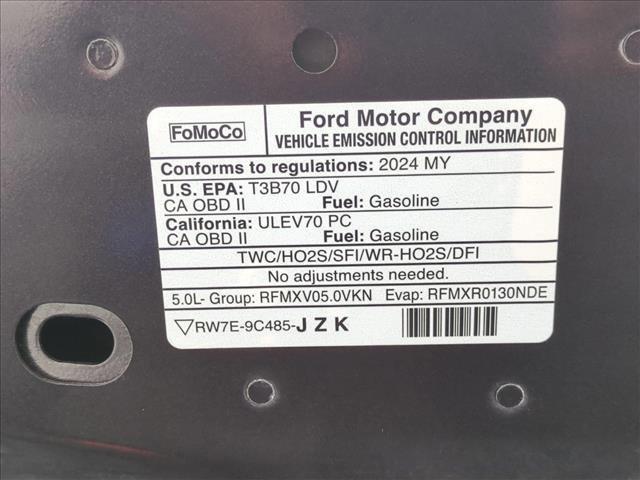 FoMoCo
Ford Motor Company
VEHICLE EMISSION CONTROL INFORMATION
Conforms to regulations: 2024 MY
U.S. EPA: T3B70 LDV
CA OBD II Fuel: Gasoline
California: ULEV70 PC
CA OBD II Fuel: Gasoline
TWC/HO2S/SFI/WR-HO2S/DFI
No adjustments needed.
5.0L- Group: RFMXV05.0VKN Evap: RFMXR0130NDE
▽RW7E-9C485-J Z K